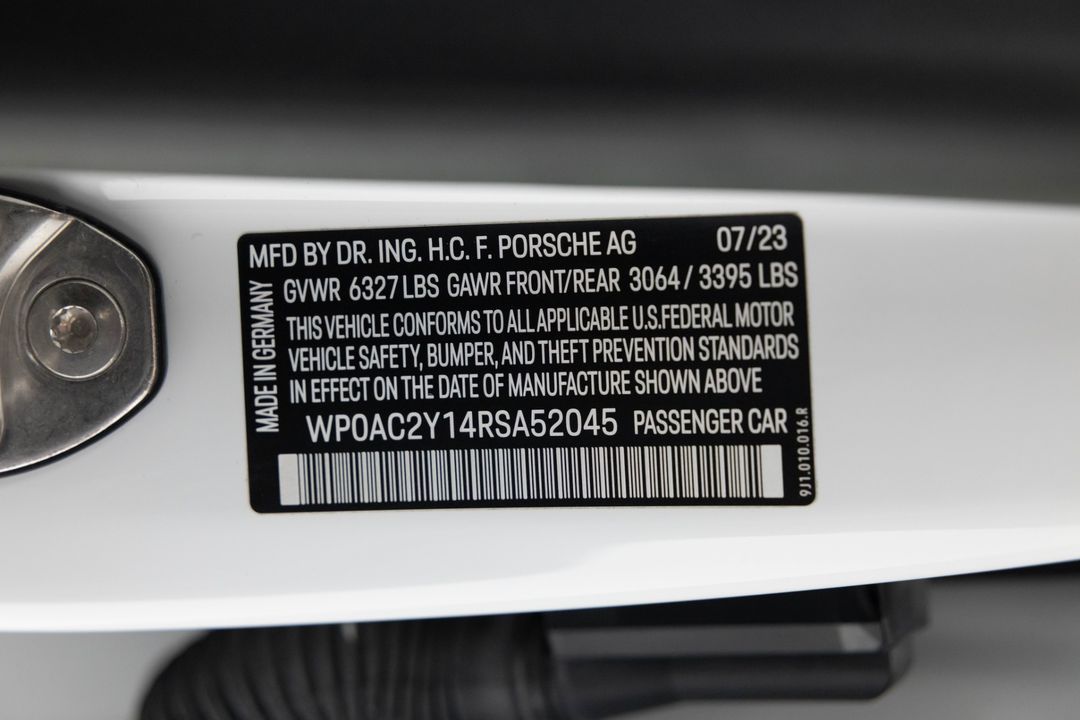 MFD BY DR. ING. H.C. F. PORSCHE AG 07/23
GVWR 6327 LBS GAWR FRONT/REAR 3064 / 3395 LBS
THIS VEHICLE CONFORMS TO ALL APPLICABLE U.S.FEDERAL MOTOR
VEHICLE SAFETY, BUMPER, AND THEFT PREVENTION STANDARDS
IN EFFECT ON THE DATE OF MANUFACTURE SHOWN ABOVE
WP0AC2Y14RSA52045 PASSENGER CAR
MADE IN GERMANY
9J1.010.016.R